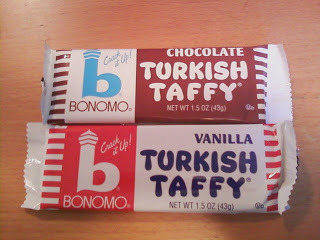 CHOCOLATE
Crack it Up!
TURKISH
TAFFY®
b
BONOMO®
NET WT 1.5 OZ (43g)
VANILLA
Crack it Up!
TURKISH
TAFFY®
b
BONOMO®
NET WT 1.5 OZ (43g)